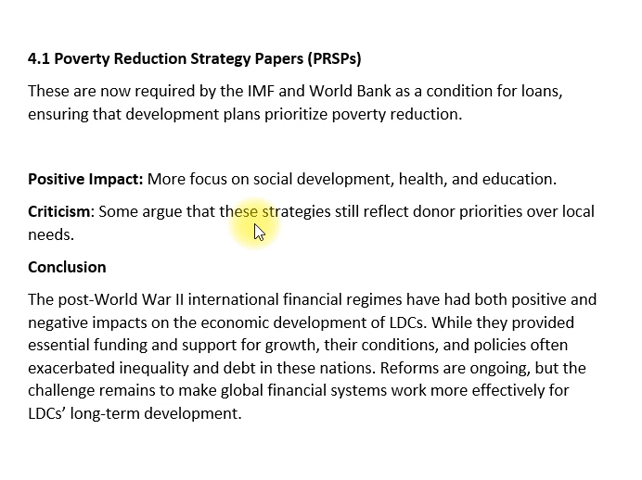 4.1 Poverty Reduction Strategy Papers (PRSPs)
These are now required by the IMF and World Bank as a condition for loans,
ensuring that development plans prioritize poverty reduction.
Positive Impact: More focus on social development, health, and education.
Criticism: Some argue that these strategies still reflect donor priorities over local
needs.
Conclusion
The post-World War II international financial regimes have had both positive and
negative impacts on the economic development of LDCs. While they provided
essential funding and support for growth, their conditions, and policies often
exacerbated inequality and debt in these nations. Reforms are ongoing, but the
challenge remains to make global financial systems work more effectively for
LDCs’ long-term development.